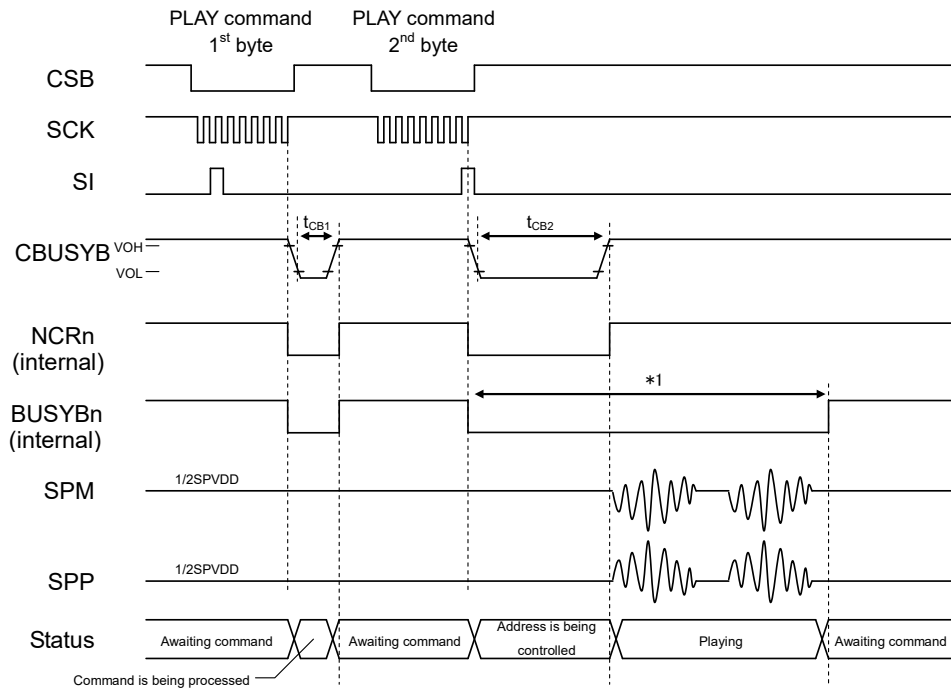 PLAY command
1st byte
PLAY command
2nd byte
CSB
SCK
SI
tCB1
tCB2
CBUSYB
VOH
VOL
NCRn
(internal)
*1
BUSYBn
(internal)
1/2SPVDD
SPM
1/2SPVDD
SPP
Status
Awaiting command
Awaiting command
Address is being
controlled
Playing
Awaiting command
Command is being processed